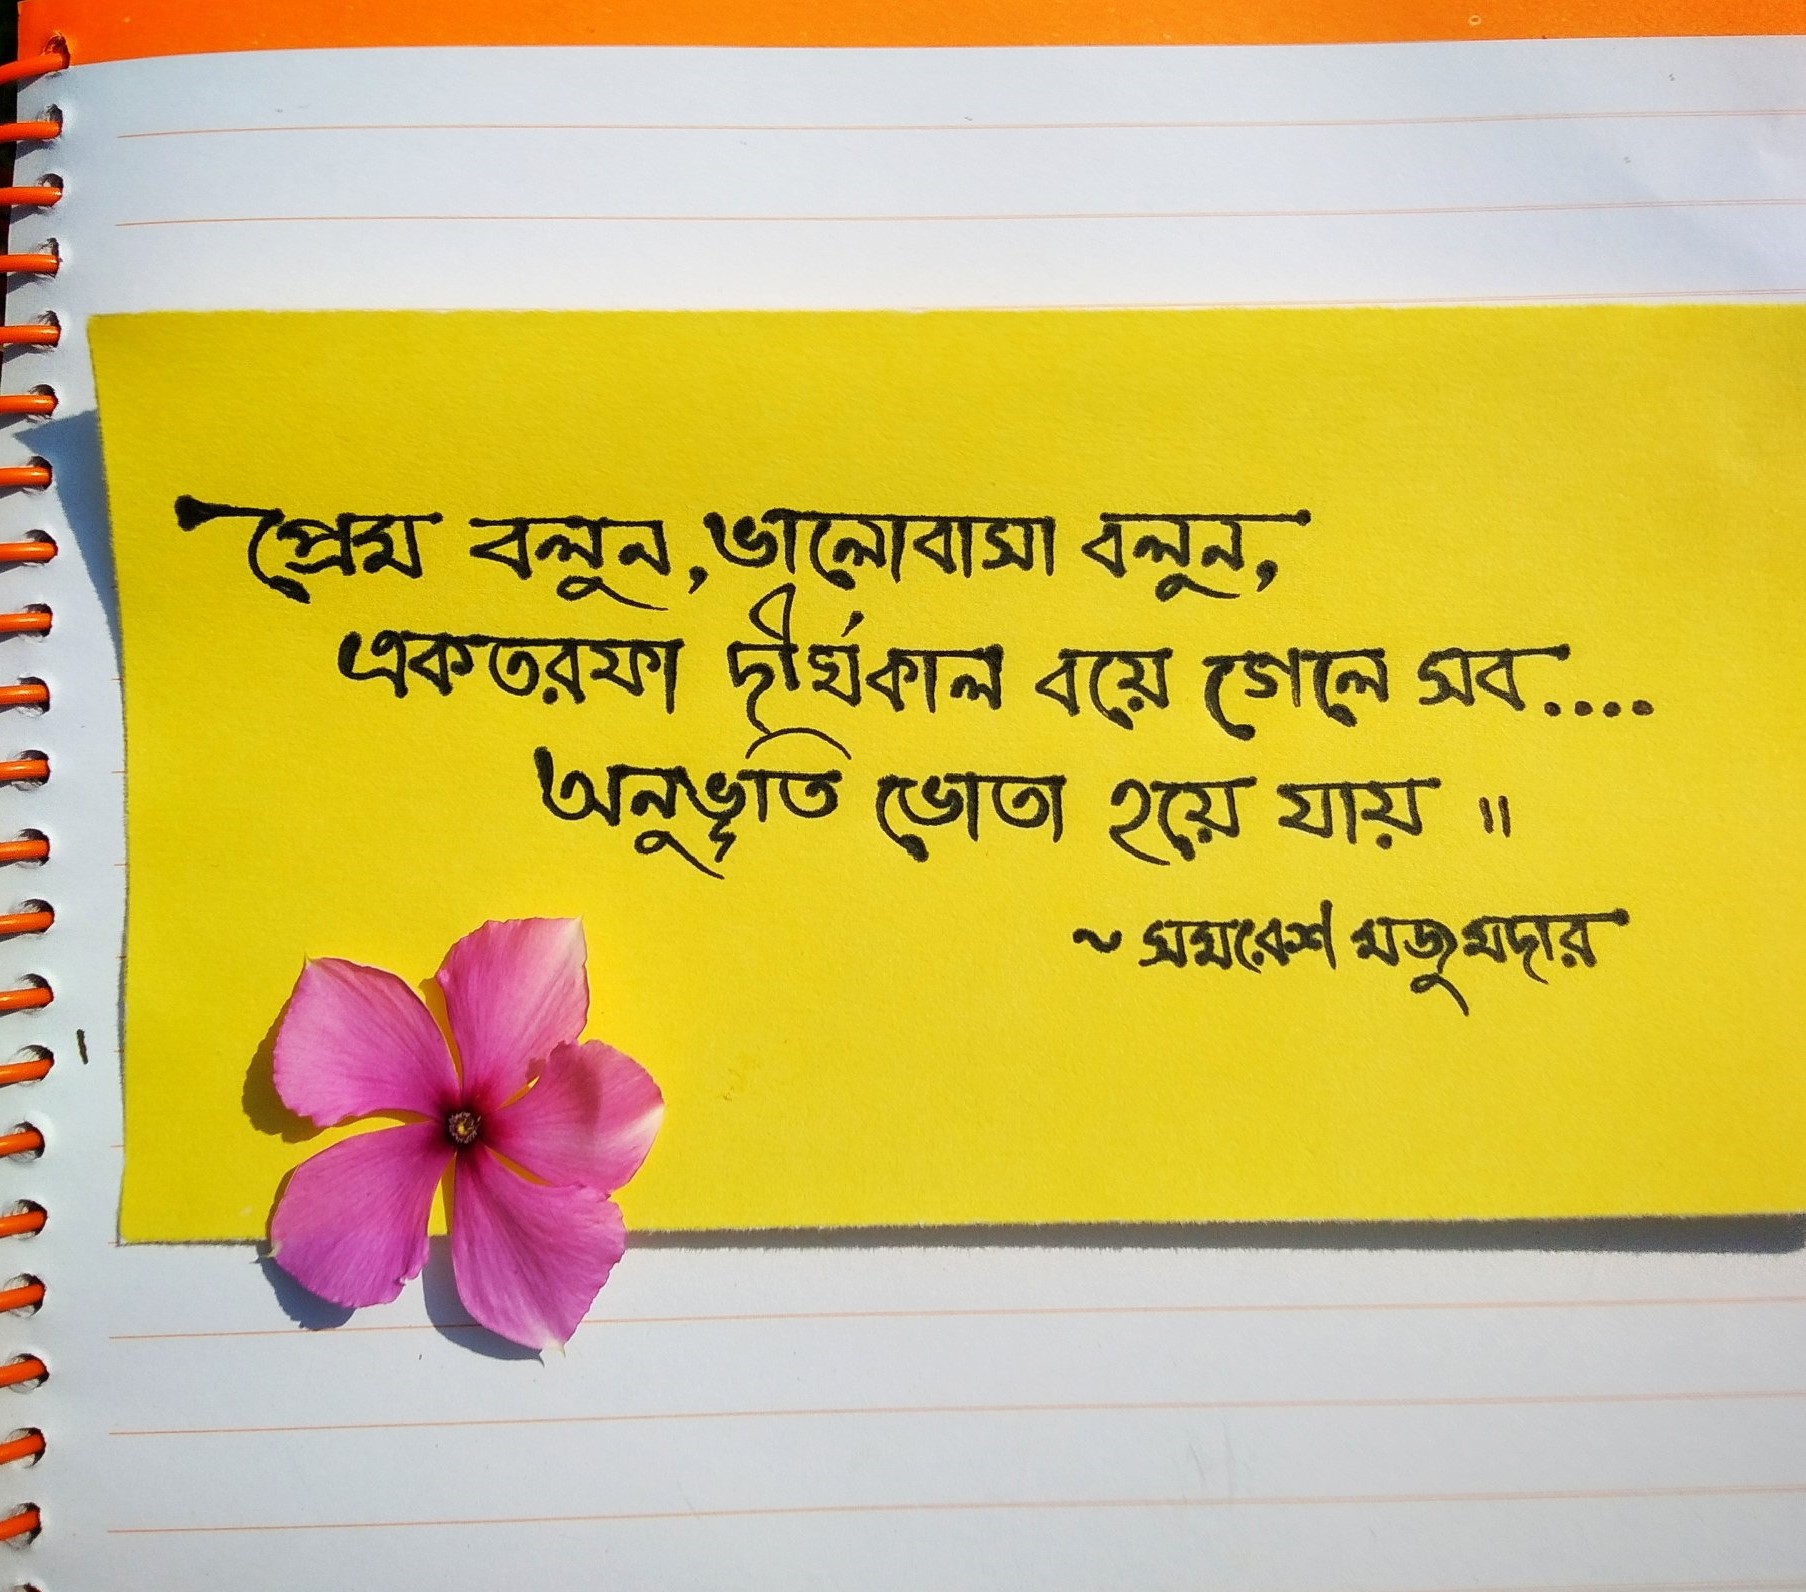 প্রেম বলুন, ভালোবাসা বলুন,
একতরফা দীর্ঘকাল বয়ে গেলে সব....
অনুভূতি ভোতা হয়ে যায় ॥
~ সমরেশ মজুমদার